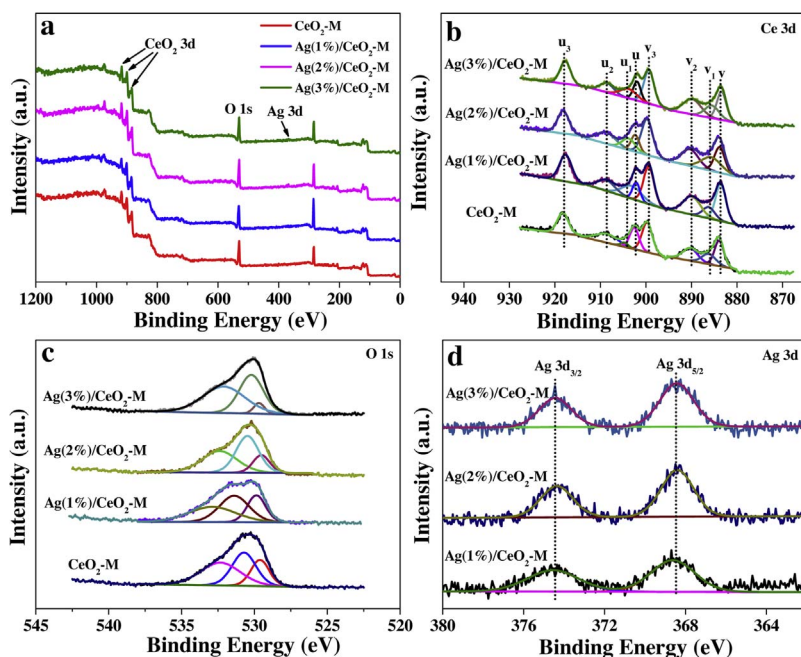 a
CeO₂ 3d
CeO₂-M
Ag(1%)/CeO₂-M
Ag(2%)/CeO₂-M
Ag(3%)/CeO₂-M
O 1s
Ag 3d
Intensity (a.u.)
1200 1000 800 600 400 200 0
Binding Energy (eV)
b
Ce 3d
u₃ u₂ u₁ u v₃ v₂ v₁ v
Ag(3%)/CeO₂-M
Ag(2%)/CeO₂-M
Ag(1%)/CeO₂-M
CeO₂-M
Intensity (a.u.)
940 930 920 910 900 890 880 870
Binding Energy (eV)
c
O 1s
Ag(3%)/CeO₂-M
Ag(2%)/CeO₂-M
Ag(1%)/CeO₂-M
CeO₂-M
Intensity (a.u.)
545 540 535 530 525 520
Binding Energy (eV)
d
Ag 3d₃/₂ Ag 3d₅/₂ Ag 3d
Ag(3%)/CeO₂-M
Ag(2%)/CeO₂-M
Ag(1%)/CeO₂-M
Intensity (a.u.)
380 376 372 368 364
Binding Energy (eV)